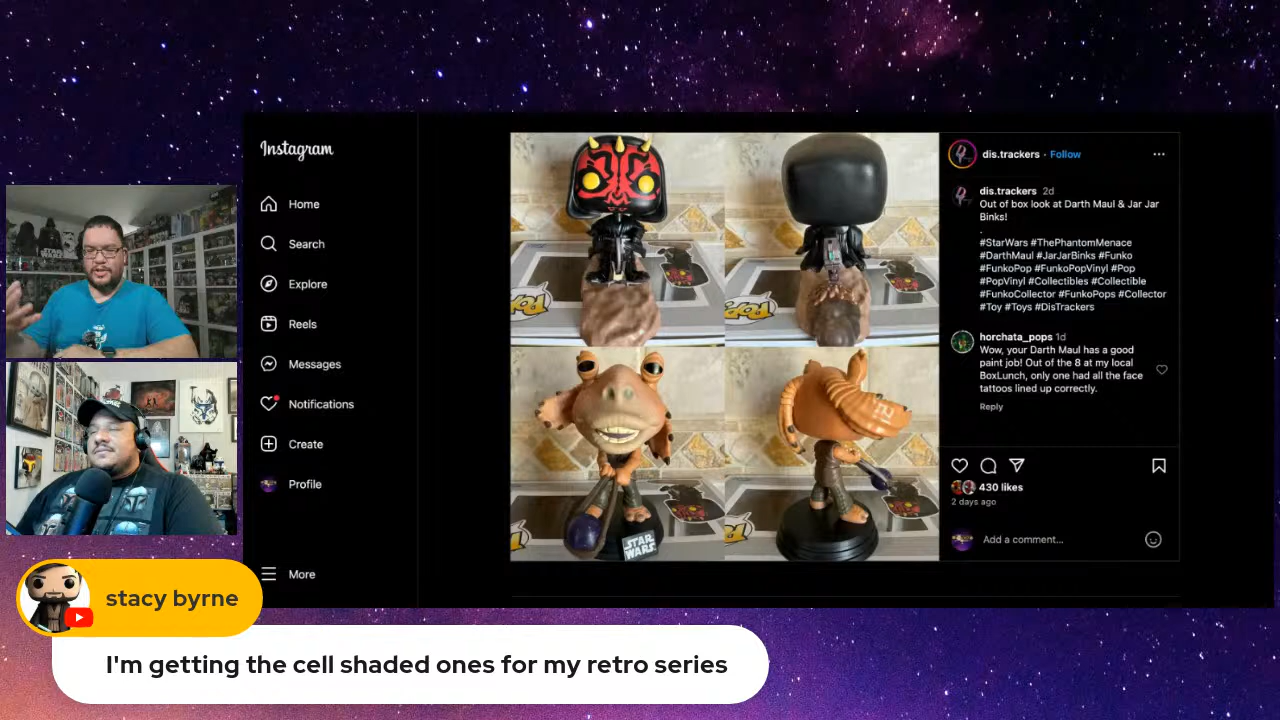 Instagram
Home
Search
Explore
Reels
Messages
Notifications
Create
Profile
More
POP!
POP!
STAR
WARS
dis.trackers • Follow
dis.trackers 2d
Out of box look at Darth Maul & Jar Jar
Binks!
.
#StarWars #ThePhantomMenace
#DarthMaul #JarJarBinks #Funko
#FunkoPop #FunkoPopVinyl #Pop
#PopVinyl #Collectibles #Collectible
#FunkoCollector #FunkoPops #Collector
#Toy #Toys #DisTrackers
horchata_pops 1d
Wow, your Darth Maul has a good
paint job! Out of the 8 at my local
BoxLunch, only one had all the face
tattoos lined up correctly.
Reply
430 likes
2 days ago
Add a comment...
stacy byrne
I'm getting the cell shaded ones for my retro series